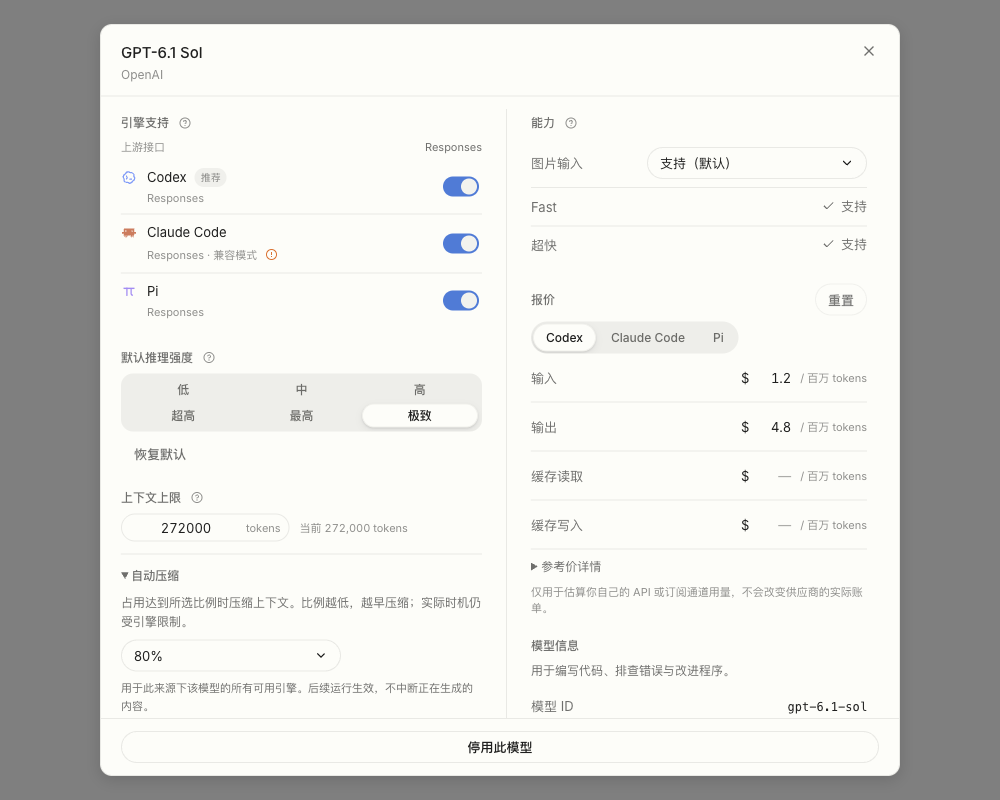 GPT-6.1 Sol
OpenAI
引擎支持
上游接口 Responses
Codex 推荐
Responses
Claude Code
Responses · 兼容模式
Pi
Responses
默认推理强度
低 中 高
超高 最高 极致
恢复默认
上下文上限
272000 tokens 当前 272,000 tokens
自动压缩
占用达到所选比例时压缩上下文。比例越低，越早压缩；实际时机仍
受引擎限制。
80%
用于此来源下该模型的所有可用引擎。后续运行生效，不中断正在生成的
内容。
能力
图片输入 支持（默认）
Fast 支持
超快 支持
报价 重置
Codex Claude Code Pi
输入 $ 1.2 / 百万 tokens
输出 $ 4.8 / 百万 tokens
缓存读取 $ — / 百万 tokens
缓存写入 $ — / 百万 tokens
参考价详情
仅用于估算你自己的 API 或订阅通道用量，不会改变供应商的实际账
单。
模型信息
用于编写代码、排查错误与改进程序。
模型 ID gpt-6.1-sol
停用此模型